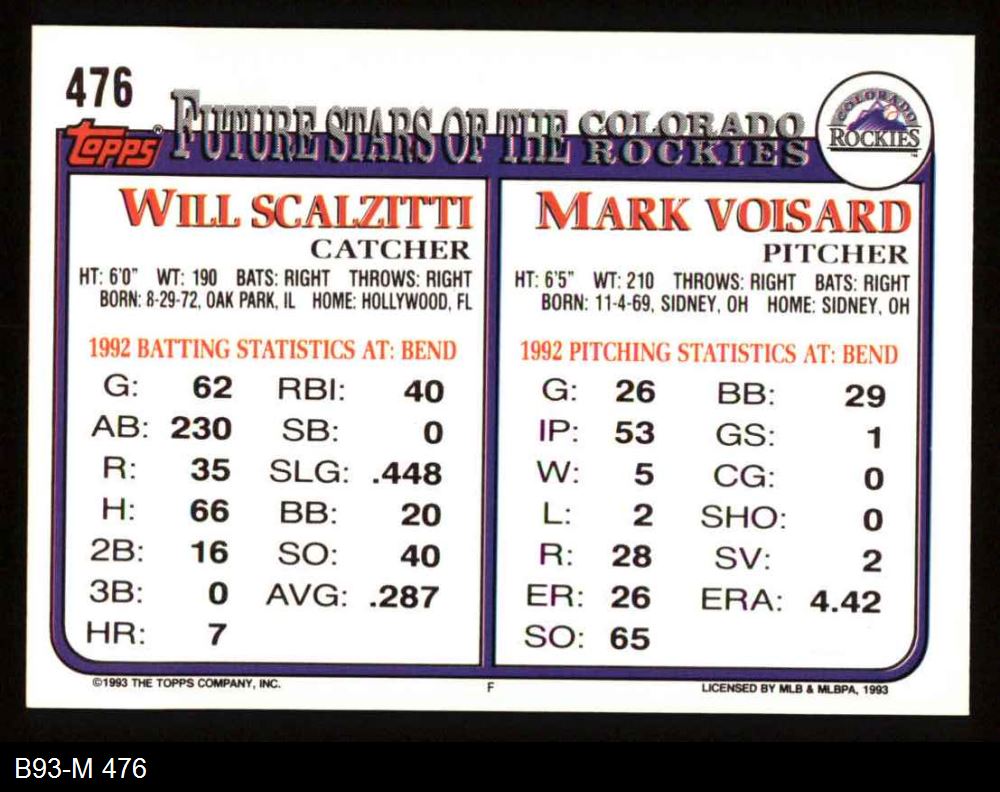 476
Topps® FUTURE STARS OF THE COLORADO ROCKIES
COLORADO ROCKIES ™
WILL SCALZITTI
CATCHER
HT: 6'0" WT: 190 BATS: RIGHT THROWS: RIGHT
BORN: 8-29-72, OAK PARK, IL HOME: HOLLYWOOD, FL
1992 BATTING STATISTICS AT: BEND
G: 62 RBI: 40
AB: 230 SB: 0
R: 35 SLG: .448
H: 66 BB: 20
2B: 16 SO: 40
3B: 0 AVG: .287
HR: 7
MARK VOISARD
PITCHER
HT: 6'5" WT: 210 THROWS: RIGHT BATS: RIGHT
BORN: 11-4-69, SIDNEY, OH HOME: SIDNEY, OH
1992 PITCHING STATISTICS AT: BEND
G: 26 BB: 29
IP: 53 GS: 1
W: 5 CG: 0
L: 2 SHO: 0
R: 28 SV: 2
ER: 26 ERA: 4.42
SO: 65
©1993 THE TOPPS COMPANY, INC. F LICENSED BY MLB & MLBPA, 1993
B93-M 476